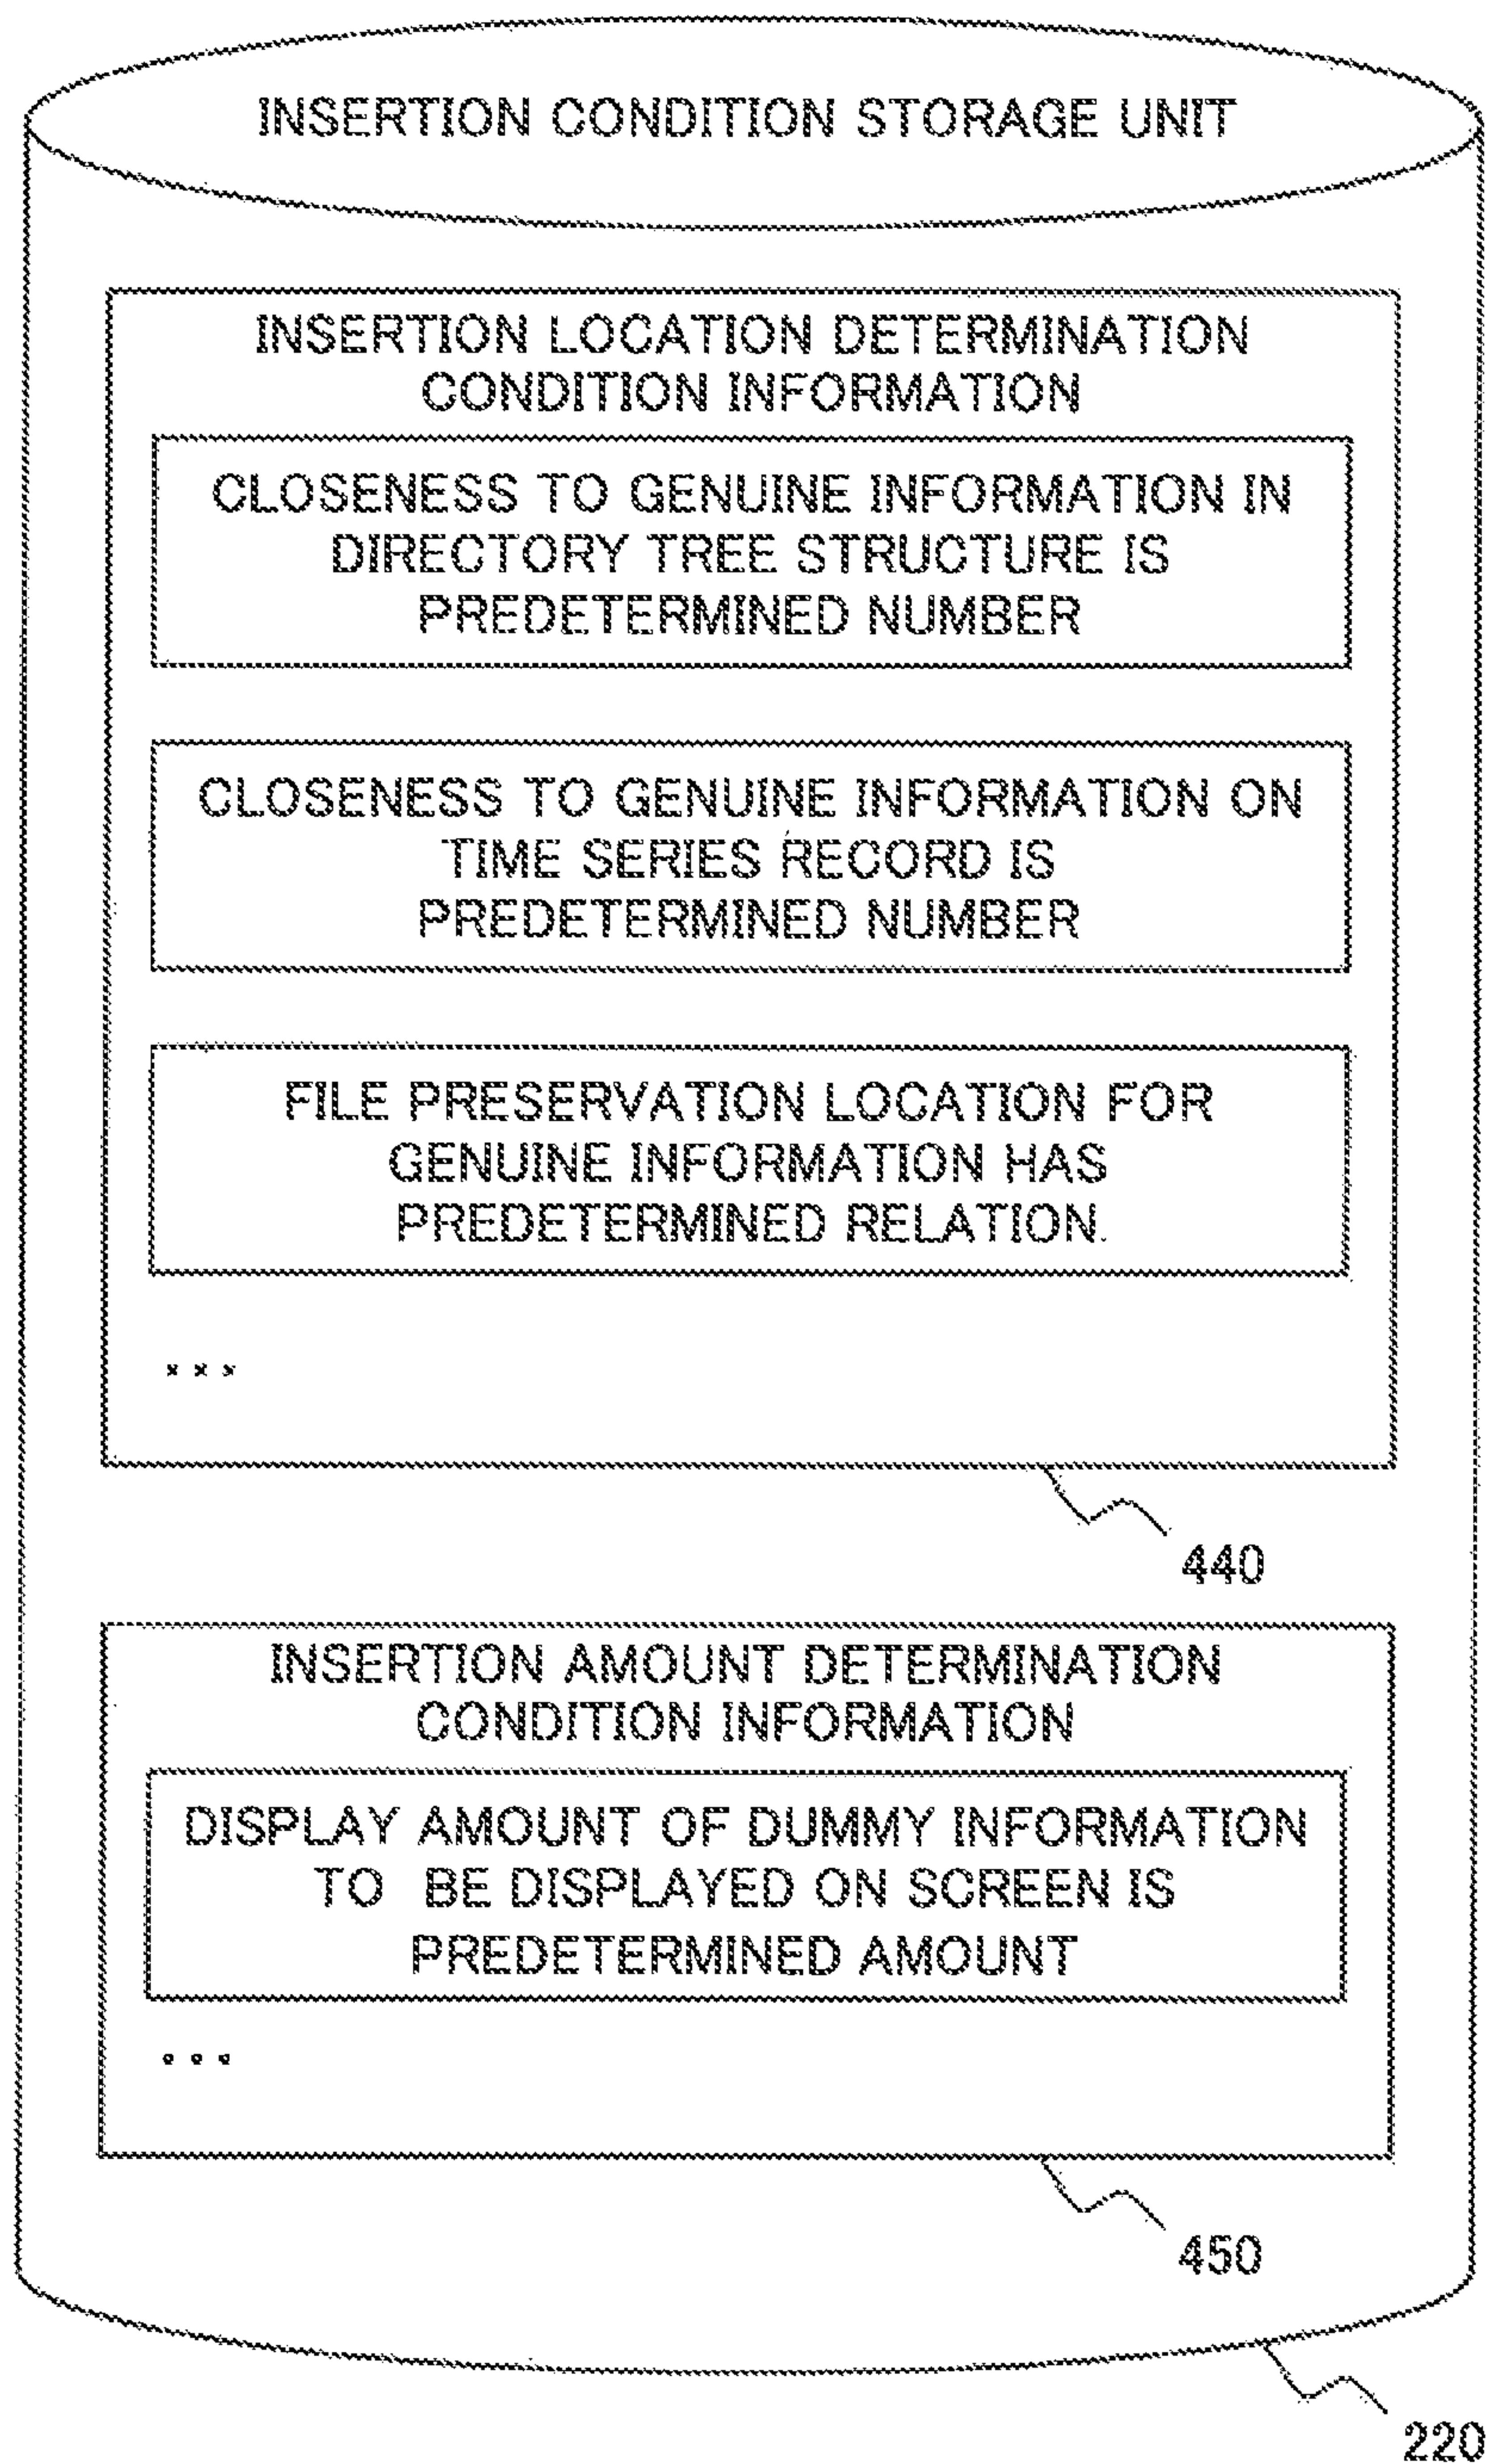 INSERTION CONDITION STORAGE UNIT
INSERTION LOCATION DETERMINATION
CONDITION INFORMATION
CLOSENESS TO GENUINE INFORMATION IN
DIRECTORY TREE STRUCTURE IS
PREDETERMINED NUMBER
CLOSENESS TO GENUINE INFORMATION ON
TIME SERIES RECORD IS
PREDETERMINED NUMBER
FILE PRESERVATION LOCATION FOR
GENUINE INFORMATION HAS
PREDETERMINED RELATION.
...
440
INSERTION AMOUNT DETERMINATION
CONDITION INFORMATION
DISPLAY AMOUNT OF DUMMY INFORMATION
TO BE DISPLAYED ON SCREEN IS
PREDETERMINED AMOUNT
...
450
220